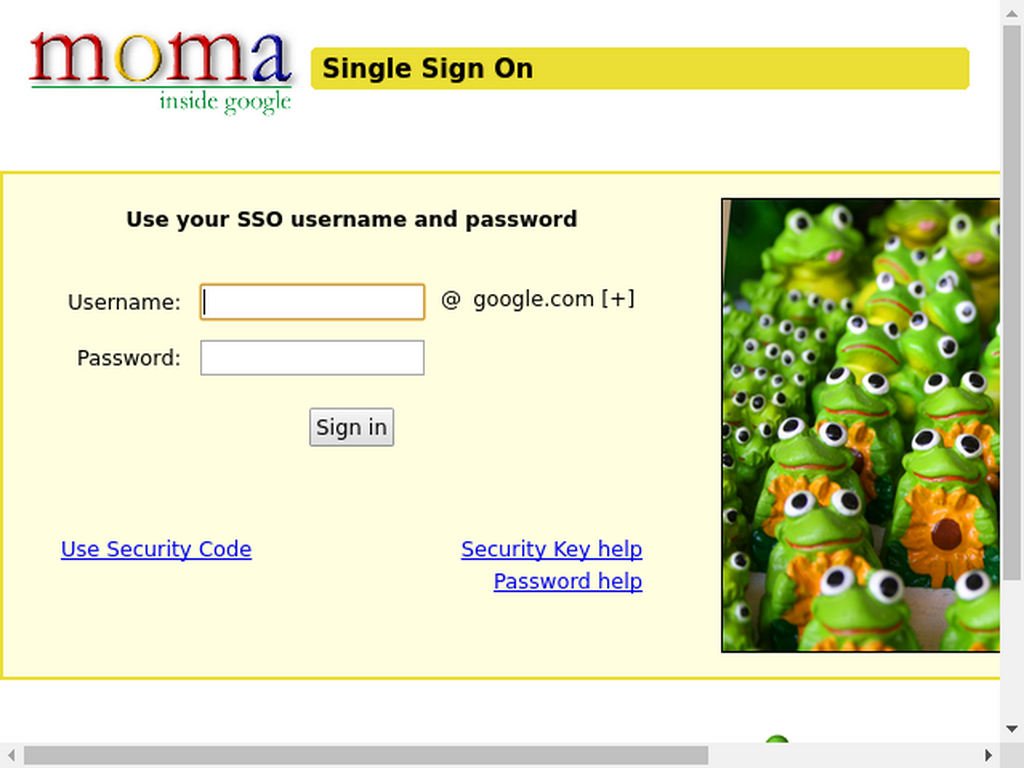 moma
inside google
Single Sign On
Use your SSO username and password
Username:
@ google.com [+]
Password:
Sign in
Use Security Code
Security Key help
Password help